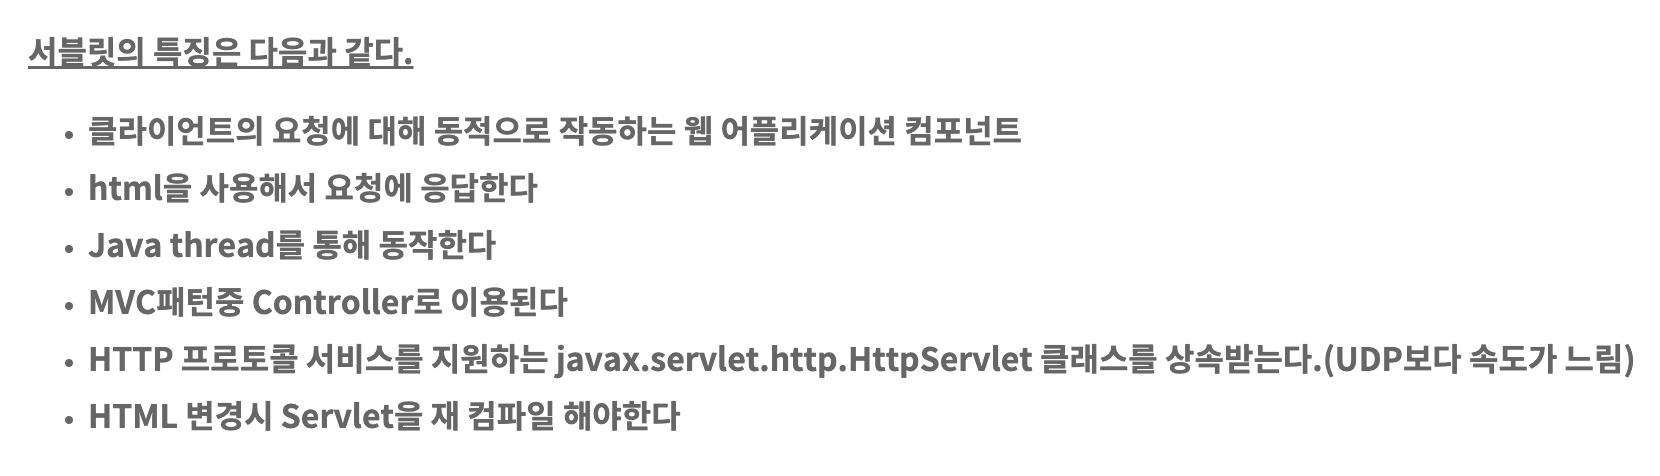 서블릿의 특징은 다음과 같다.
• 클라이언트의 요청에 대해 동적으로 작동하는 웹 어플리케이션 컴포넌트
• html을 사용해서 요청에 응답한다
• Java thread를 통해 동작한다
• MVC패턴중 Controller로 이용된다
• HTTP 프로토콜 서비스를 지원하는 javax.servlet.http.HttpServlet 클래스를 상속받는다.(UDP보다 속도가 느림)
• HTML 변경시 Servlet을 재 컴파일 해야한다